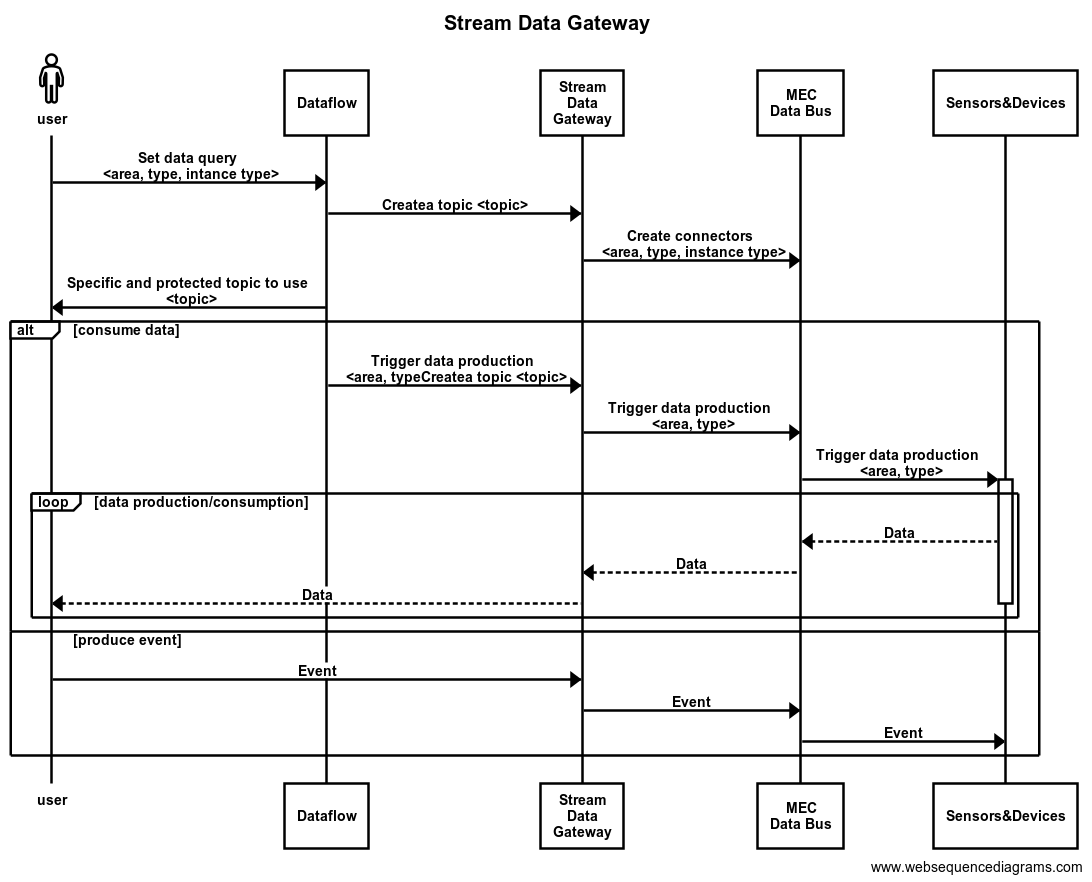 Stream Data Gateway
user
Dataflow
Stream
Data
Gateway
MEC
Data Bus
Sensors&Devices
Set data query
<area, type, intance type>
Createa topic <topic>
Create connectors
<area, type, instance type>
Specific and protected topic to use
<topic>
alt
[consume data]
Trigger data production
<area, typeCreatea topic <topic>
Trigger data production
<area, type>
Trigger data production
<area, type>
loop
[data production/consumption]
Data
Data
Data
[produce event]
Event
Event
Event
user
Dataflow
Stream
Data
Gateway
MEC
Data Bus
Sensors&Devices
www.websequencediagrams.com